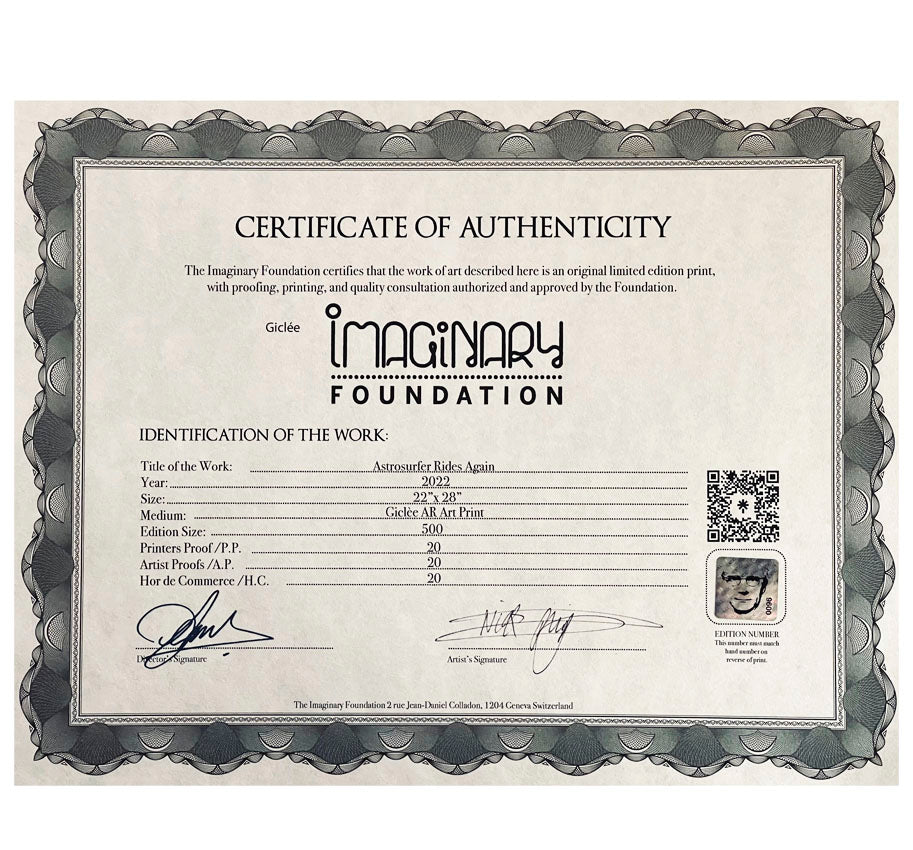 CERTIFICATE OF AUTHENTICITY
The Imaginary Foundation certifies that the work of art described here is an original limited edition print,
with proofing, printing, and quality consultation authorized and approved by the Foundation.
Giclée
IMAGINARY
FOUNDATION
IDENTIFICATION OF THE WORK:
Title of the Work: Astrosurfer Rides Again
Year: 2022
Size: 22”x 28”
Medium: Giclèe AR Art Print
Edition Size: 500
Printers Proof /P.P. 20
Artist Proofs /A.P. 20
Hor de Commerce /H.C. 20
0096
EDITION NUMBER
This number must match
hand number on
reverse of print.
Director's Signature
Artist's Signature
The Imaginary Foundation 2 rue Jean-Daniel Colladon, 1204 Geneva Switzerland